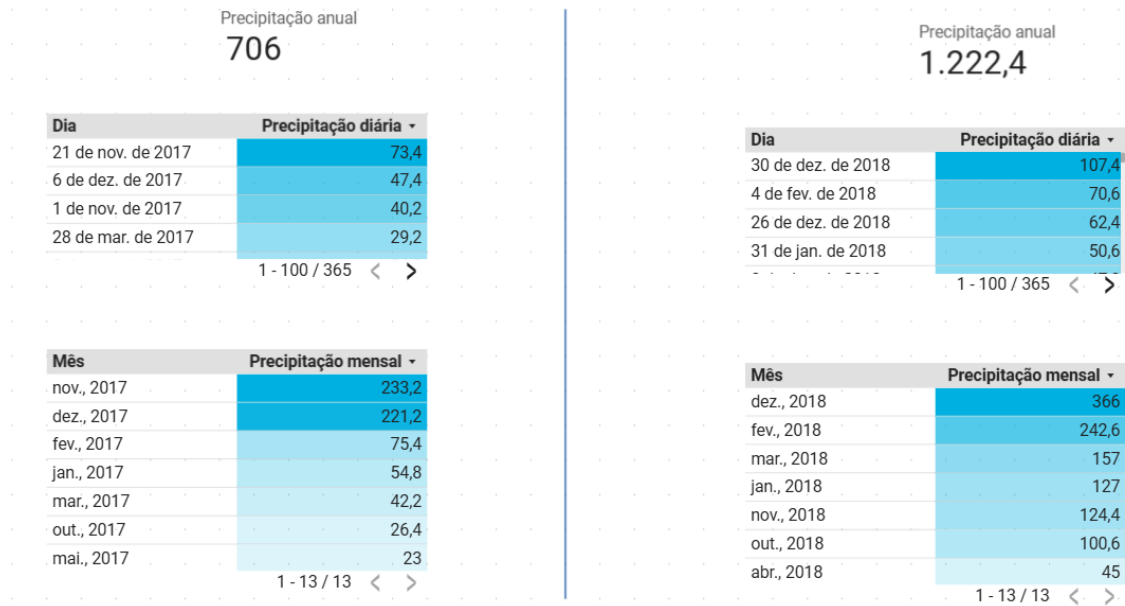 Precipitação anual
706
Dia Precipitação diária
21 de nov. de 2017 73,4
6 de dez. de 2017 47,4
1 de nov. de 2017 40,2
28 de mar. de 2017 29,2
1 - 100 / 365
Mês Precipitação mensal
nov., 2017 233,2
dez., 2017 221,2
fev., 2017 75,4
jan., 2017 54,8
mar., 2017 42,2
out., 2017 26,4
mai., 2017 23
1 - 13 / 13
Precipitação anual
1.222,4
Dia Precipitação diária
30 de dez. de 2018 107,4
4 de fev. de 2018 70,6
26 de dez. de 2018 62,4
31 de jan. de 2018 50,6
1 - 100 / 365
Mês Precipitação mensal
dez., 2018 366
fev., 2018 242,6
mar., 2018 157
jan., 2018 127
nov., 2018 124,4
out., 2018 100,6
abr., 2018 45
1 - 13 / 13